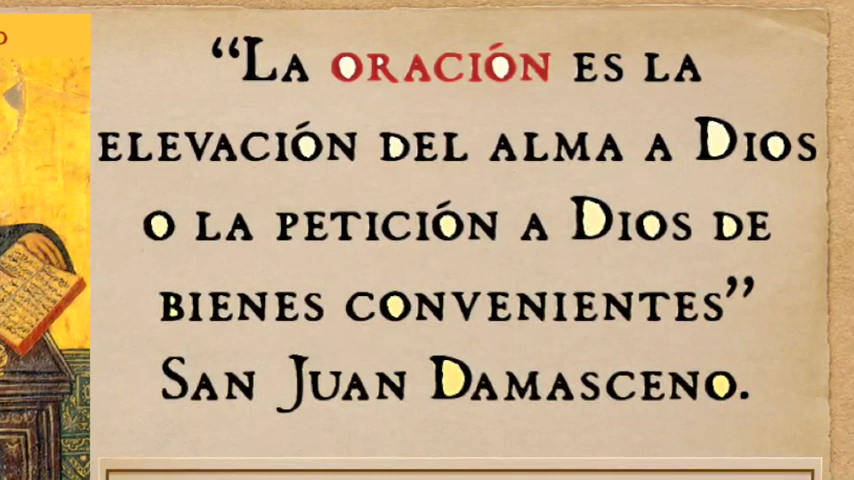 “La oración es la
elevación del alma a Dios
o la petición a Dios de
bienes convenientes”
San Juan Damasceno.